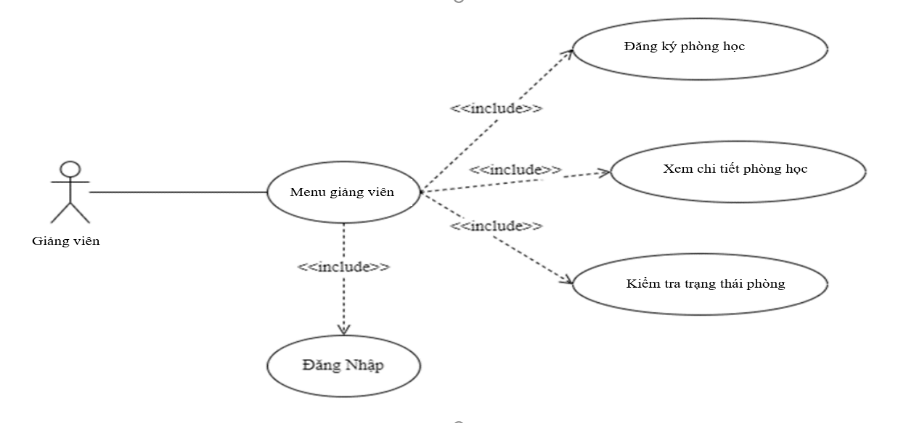 Đăng ký phòng học
<<include>>
<<include>>
Xem chi tiết phòng học
Menu giảng viên
Giảng viên
<<include>>
<<include>>
Kiểm tra trạng thái phòng
Đăng Nhập